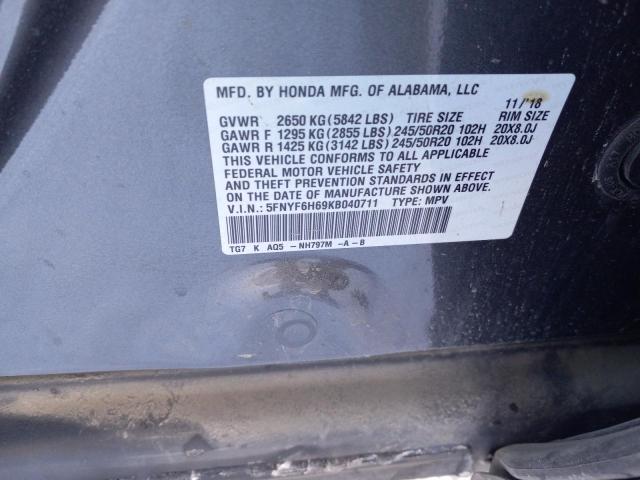 MFD. BY HONDA MFG. OF ALABAMA, LLC
11/'18
GVWR 2650 KG(5842 LBS) TIRE SIZE RIM SIZE
GAWR F 1295 KG(2855 LBS) 245/50R20 102H 20X8.0J
GAWR R 1425 KG(3142 LBS) 245/50R20 102H 20X8.0J
THIS VEHICLE CONFORMS TO ALL APPLICABLE
FEDERAL MOTOR VEHICLE SAFETY
AND THEFT PREVENTION STANDARDS IN EFFECT
ON THE DATE OF MANUFACTURE SHOWN ABOVE.
V.I.N.: 5FNYF6H69KB040711 TYPE: MPV
TG7 K AQ5 -NH797M -A-B